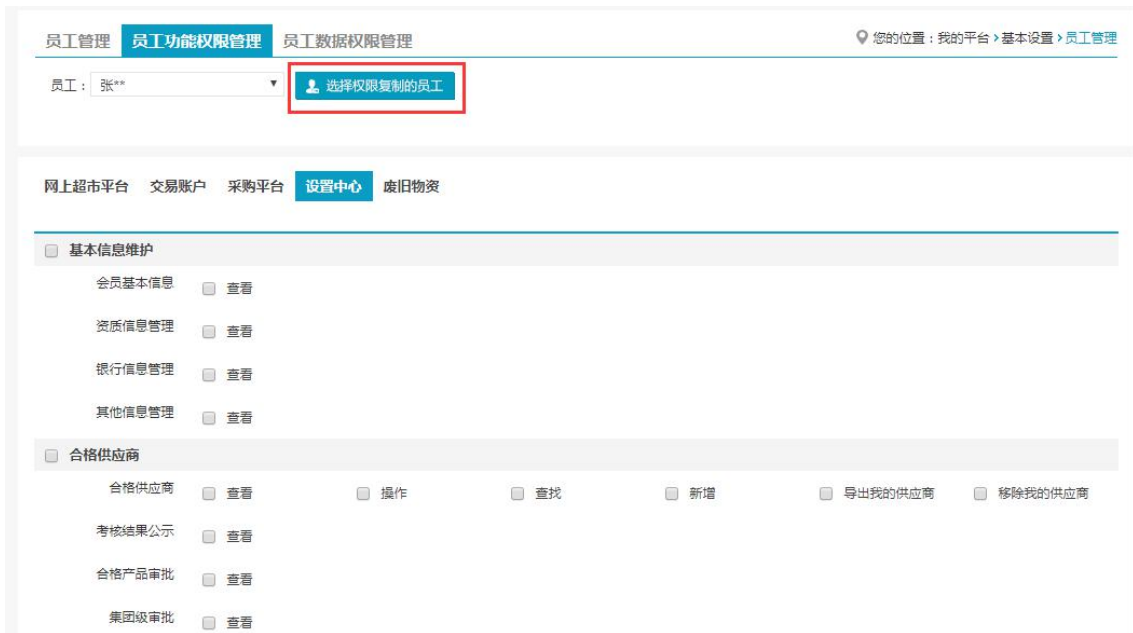 员工管理 员工功能权限管理 员工数据权限管理 您的位置：我的平台›基本设置›员工管理
员工： 张** 选择权限复制的员工
网上超市平台 交易账户 采购平台 设置中心 废旧物资
基本信息维护
会员基本信息 查看
资质信息管理 查看
银行信息管理 查看
其他信息管理 查看
合格供应商
合格供应商 查看 操作 查找 新增 导出我的供应商 移除我的供应商
考核结果公示 查看
合格产品审批 查看
集团级审批 查看